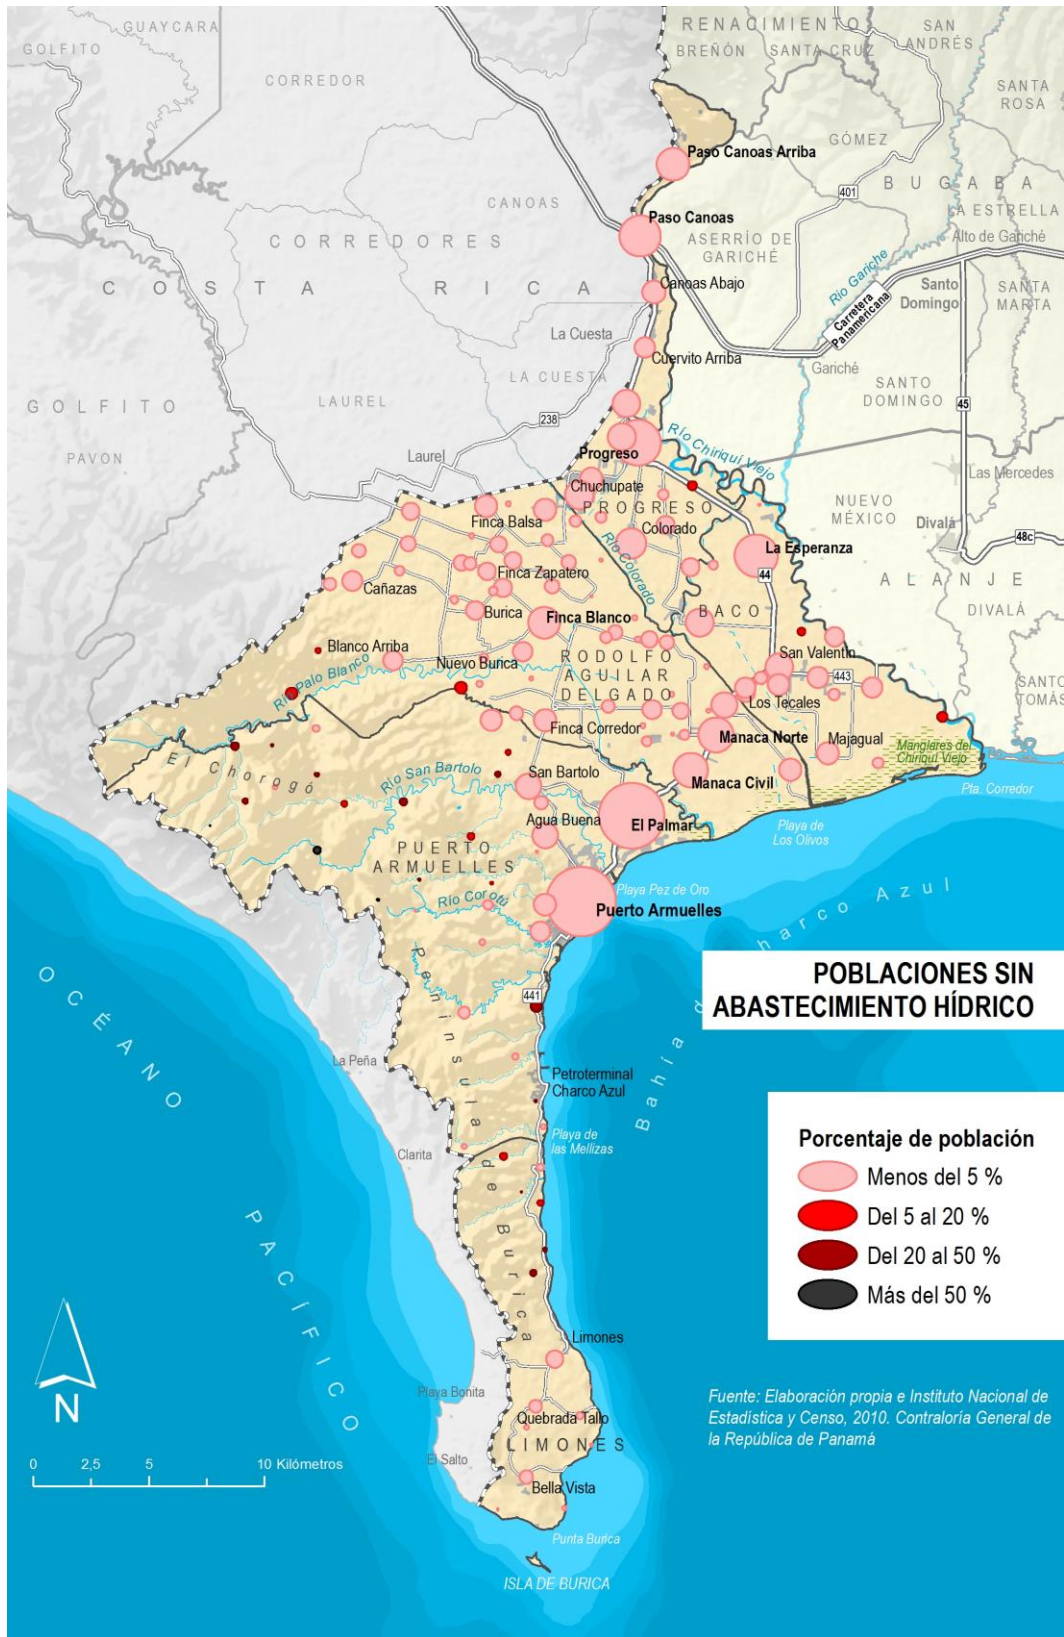 GUAYCARA
GOLFITO
CORREDOR
RENACIMIENTO
BREÑÓN
SANTA CRUZ
SAN
ANDRÉS
SANTA
ROSA
GÓMEZ
Paso Canoas Arriba
401
BUGABA
CANOAS
LA ESTRELLA
Paso Canoas
CORREDORES
ASERRÍO DE
GARICHÉ
Alto de Gariché
Río Gariche
COSTA RICA
Canoas Abajo
Santo
Domingo
SANTA
MARTA
Carretera
Panamericana
La Cuesta
Cuervito Arriba
Gariché
LA CUESTA
SANTO
DOMINGO
LAUREL
GOLFITO
238
45
PAVON
Laurel
Progreso
Río Chiriquí Viejo
Las Mercedes
Chuchupate
PROGRESO
NUEVO
MÉXICO
Finca Balsa
Colorado
Divalá
48c
La Esperanza
Río Colorado
44
Finca Zapatero
ALANJE
Cañazas
DIVALÁ
Burica
Finca Blanco
BACO
Blanco Arriba
San Valentín
Nuevo Burica
RODOLFO
AGUILAR
DELGADO
443
SANTO
TOMÁS
Río Palo Blanco
Los Tecales
Finca Corredor
Manaca Norte
Majagual
Manglares del
Chiriquí Viejo
El Chorogó
Río San Bartolo
San Bartolo
Manaca Civil
Pta. Corredor
Agua Buena
El Palmar
Playa de
Los Olivos
PUERTO
ARMUELLES
Playa Pez de Oro
Río Corotú
Puerto Armuelles
Bahía de Charco Azul
POBLACIONES SIN
ABASTECIMIENTO HÍDRICO
OCÉANO PACÍFICO
Península de Burica
441
La Peña
Petroterminal
Charco Azul
Playa de
las Mellizas
Clarita
Porcentaje de población
Menos del 5 %
Del 5 al 20 %
Del 20 al 50 %
Más del 50 %
Limones
Playa Bonita
Quebrada Tallo
LIMONES
El Salto
Bella Vista
Punta Burica
ISLA DE BURICA
N
0 2,5 5 10 Kilómetros
Fuente: Elaboración propia e Instituto Nacional de
Estadística y Censo, 2010. Contraloría General de
la República de Panamá